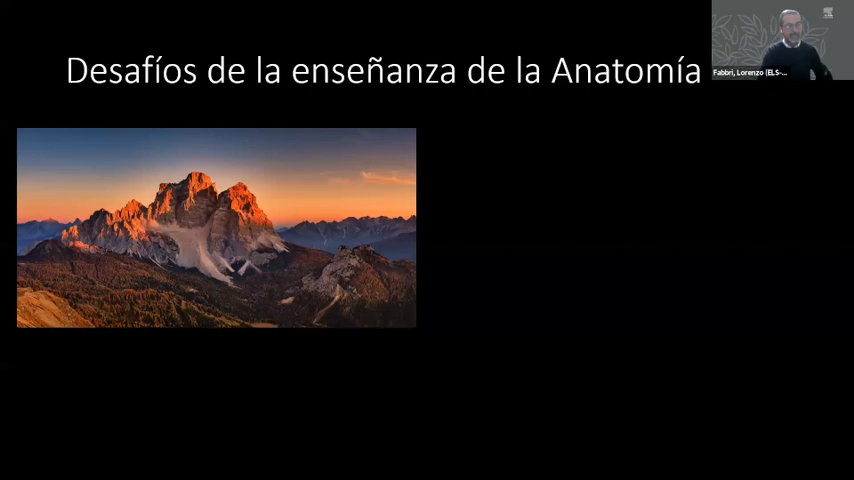 Desafíos de la enseñanza de la Anatomía
Fabbri, Lorenzo (ELS-...